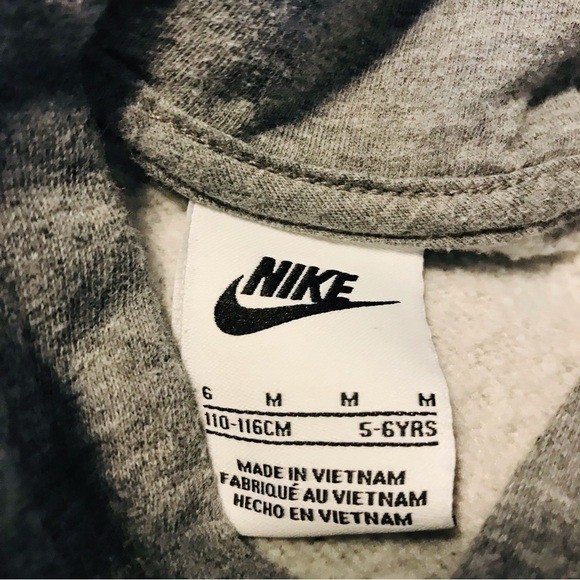 NIKE
6 M M M
110-116CM 5-6YRS
MADE IN VIETNAM
FABRIQUÉ AU VIETNAM
HECHO EN VIETNAM